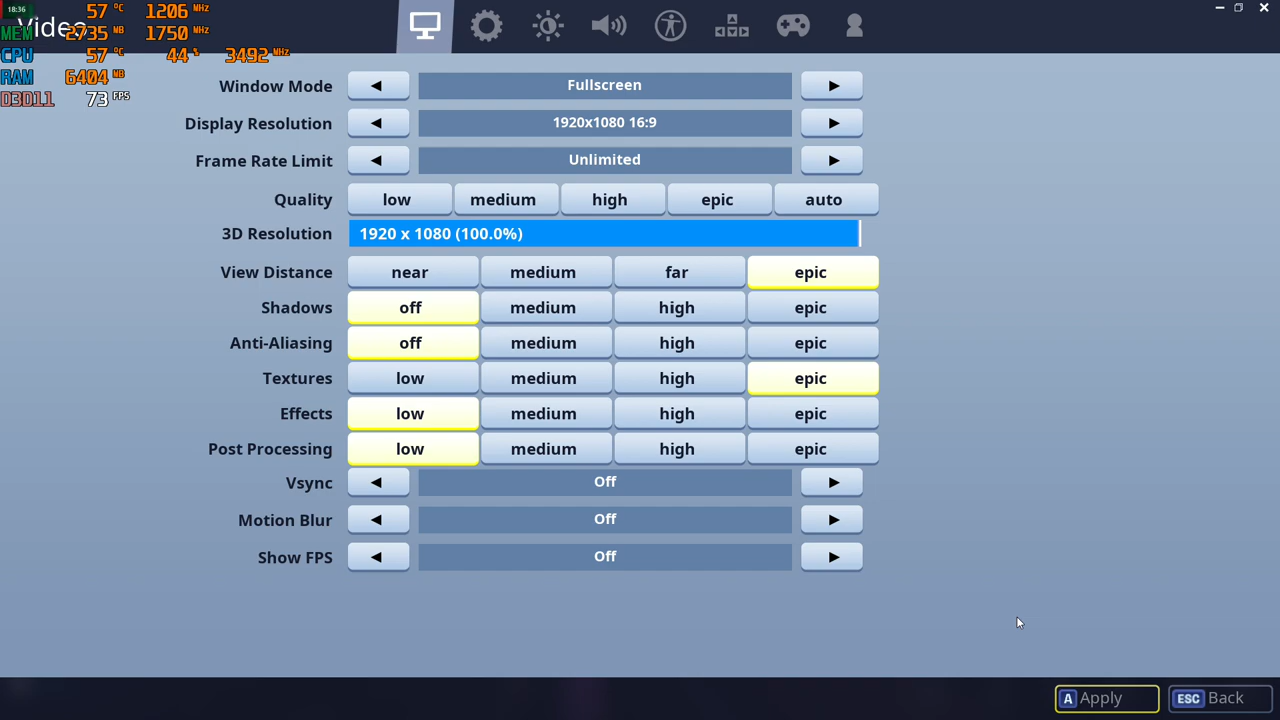 18:36
57 °C 1206 MHz
Video
MEM 2735 MB 1750 MHz
CPU 57 °C 44 % 3492 MHz
RAM 6404 MB
D3D11 73 FPS
Window Mode Fullscreen
Display Resolution 1920x1080 16:9
Frame Rate Limit Unlimited
Quality low medium high epic auto
3D Resolution 1920 x 1080 (100.0%)
View Distance near medium far epic
Shadows off medium high epic
Anti-Aliasing off medium high epic
Textures low medium high epic
Effects low medium high epic
Post Processing low medium high epic
Vsync Off
Motion Blur Off
Show FPS Off
A Apply ESC Back